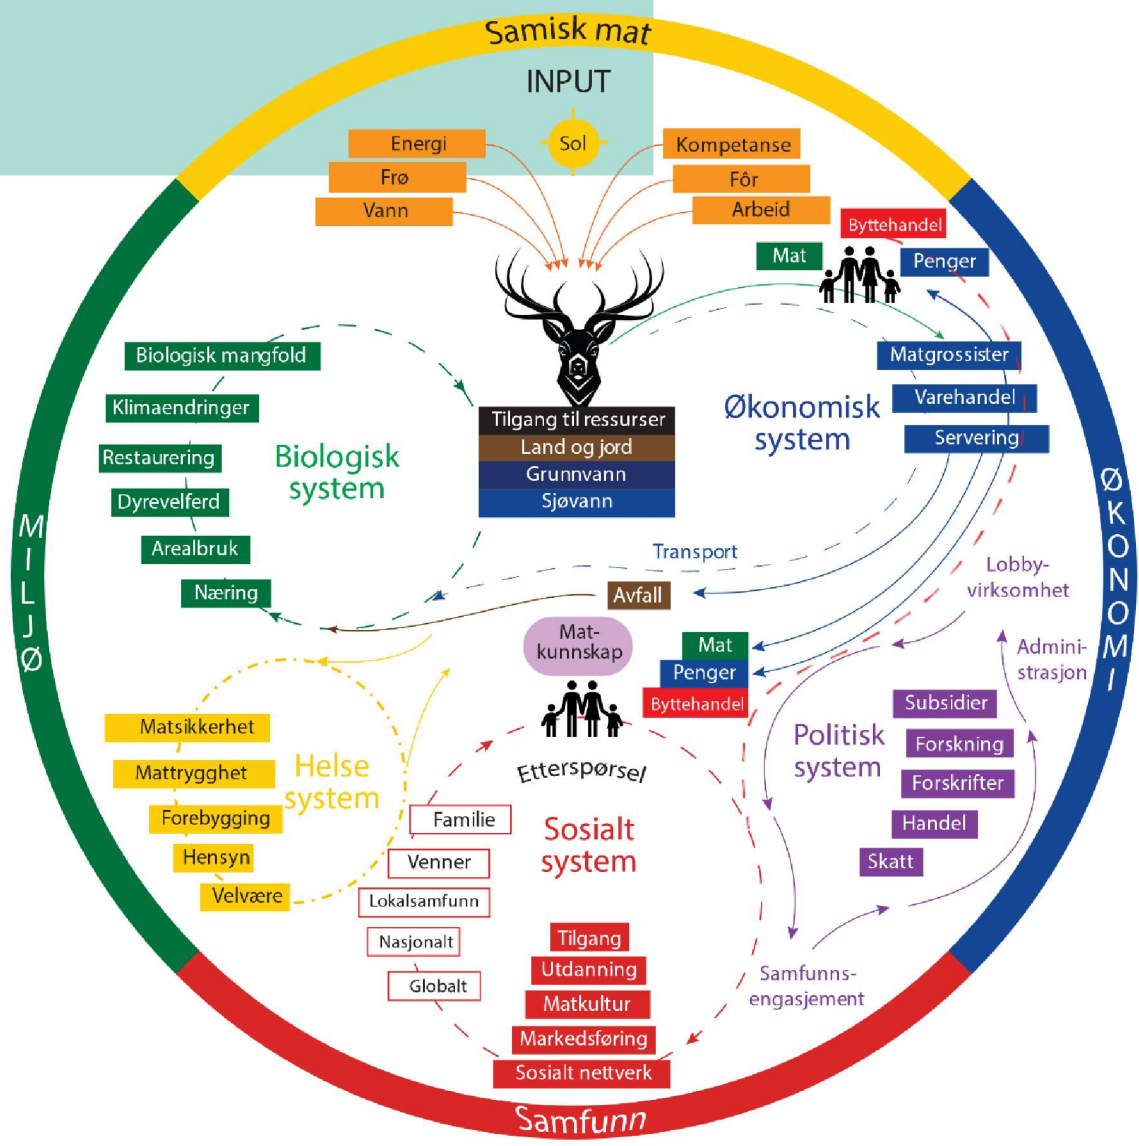 Samisk mat
INPUT
Sol
Energi
Frø
Vann
Kompetanse
Fôr
Arbeid
Byttehandel
Mat
Penger
Biologisk mangfold
Klimaendringer
Restaurering
Dyrevelferd
Arealbruk
Næring
Biologisk
system
Tilgang til ressurser
Land og jord
Grunnvann
Sjøvann
Økonomisk
system
Matgrossister
Varehandel
Servering
MILJØ
ØKONOMI
Transport
Avfall
Mat-
kunnskap
Mat
Penger
Byttehandel
Lobby-
virksomhet
Admini-
strasjon
Matsikkerhet
Mattrygghet
Forebygging
Hensyn
Velvære
Helse
system
Etterspørsel
Familie
Venner
Lokalsamfunn
Nasjonalt
Globalt
Sosialt
system
Tilgang
Utdanning
Matkultur
Markedsføring
Sosialt nettverk
Politisk
system
Subsidier
Forskning
Forskrifter
Handel
Skatt
Samfunns-
engasjement
Samfunn